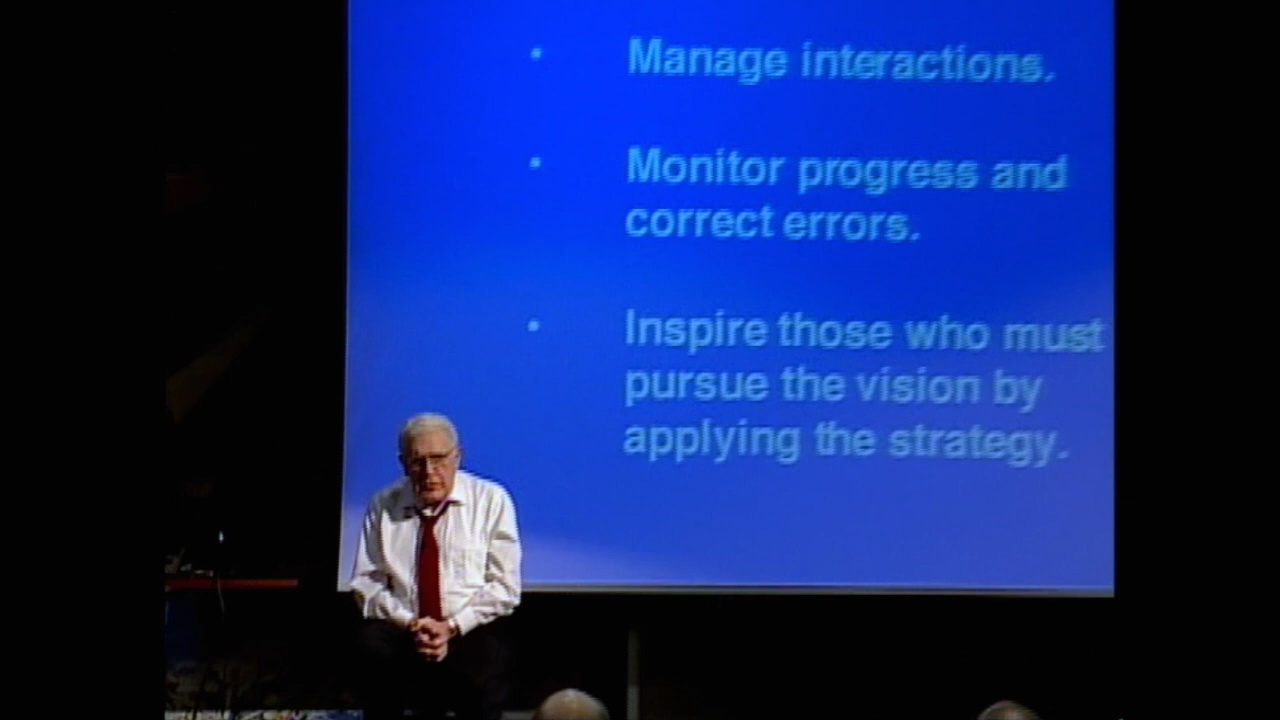 • Manage interactions.
• Monitor progress and
correct errors.
• Inspire those who must
pursue the vision by
applying the strategy.